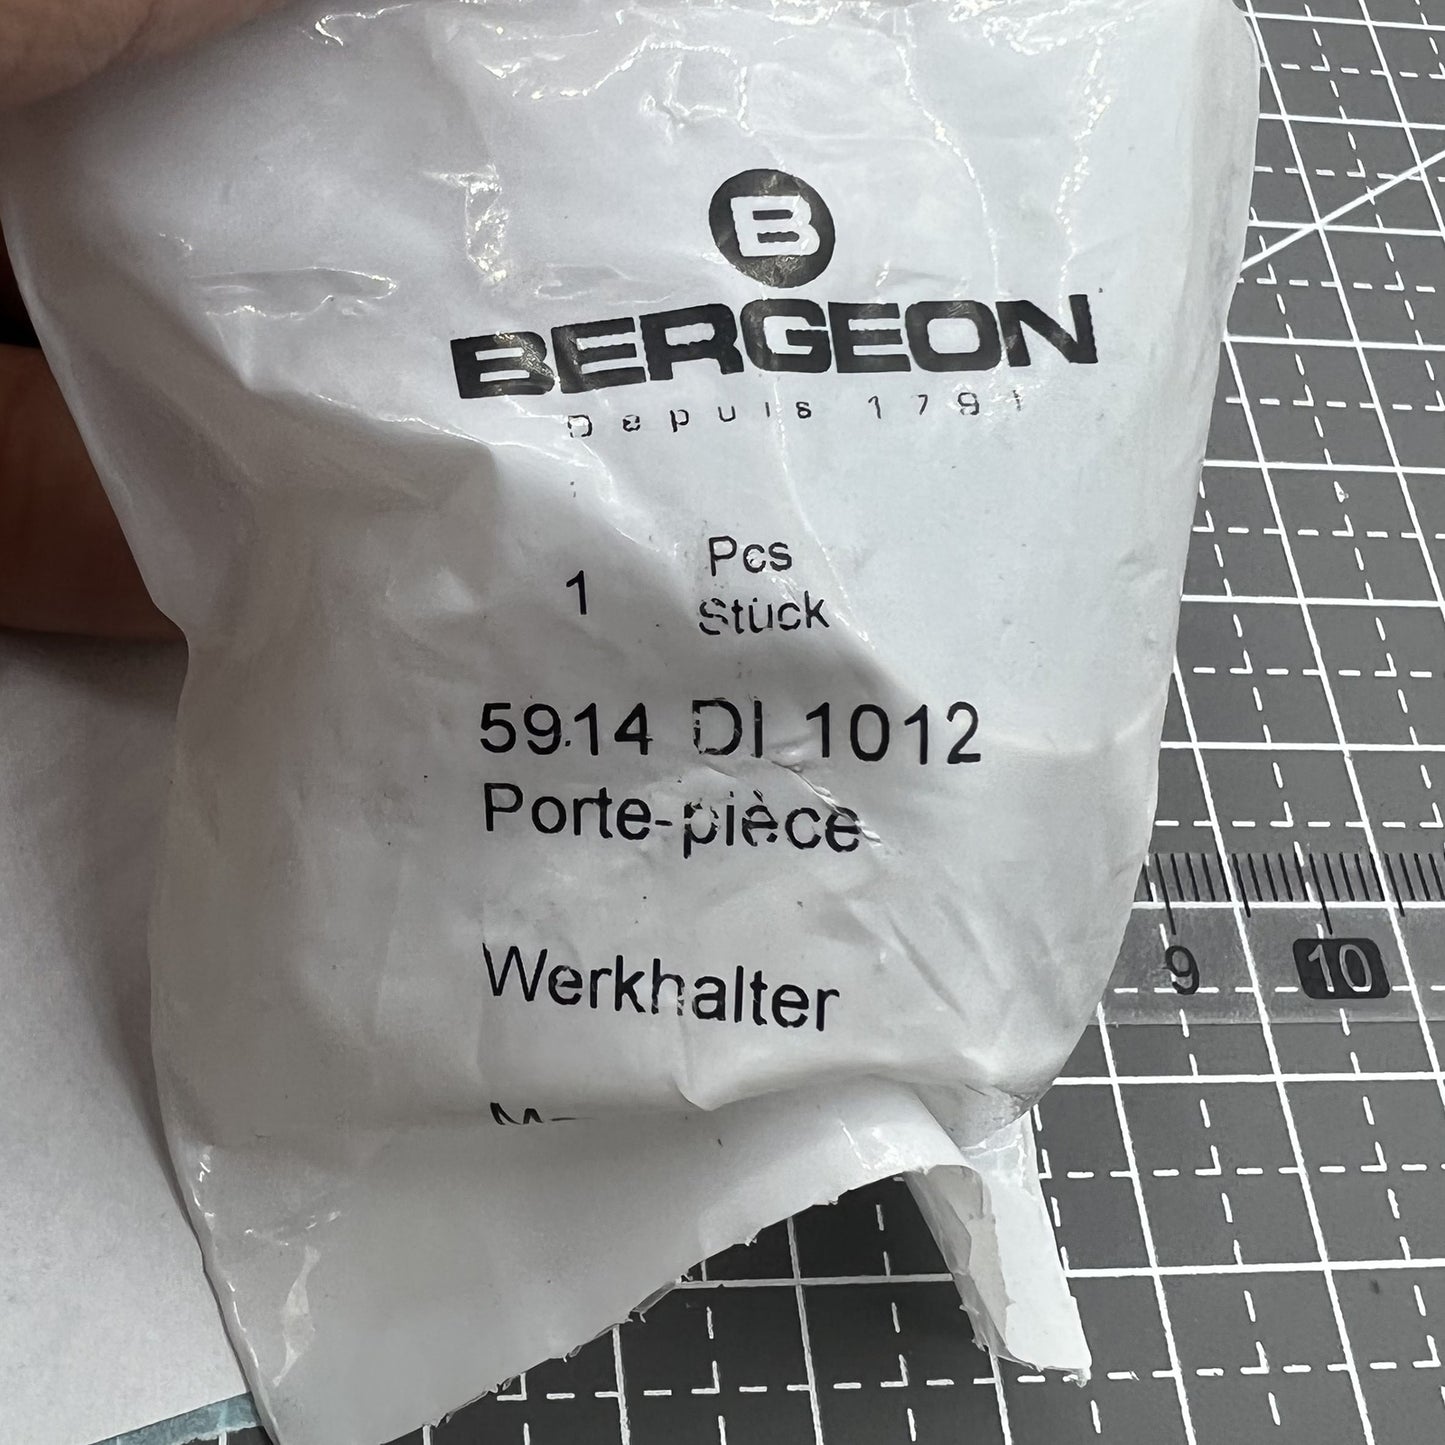 B
BERGEON
Depuis 1791
1 Pcs
Stück
5914 DI 1012
Porte-pièce
Werkhalter
9 10